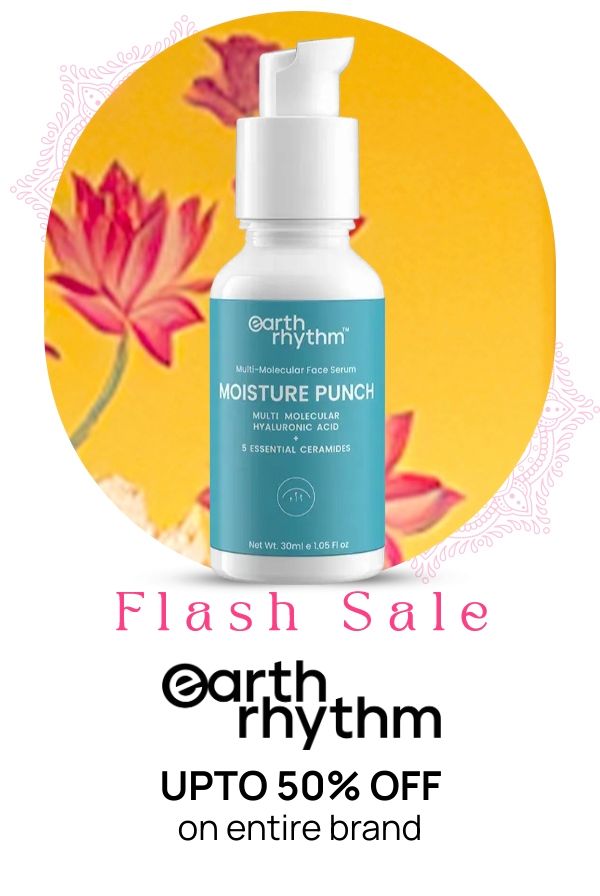 earth
rhythm™
Multi-Molecular Face Serum
MOISTURE PUNCH
MULTI MOLECULAR
HYALURONIC ACID
+
5 ESSENTIAL CERAMIDES
Net Wt. 30ml e 1.05 Fl oz
Flash Sale
earth
rhythm
UPTO 50% OFF
on entire brand